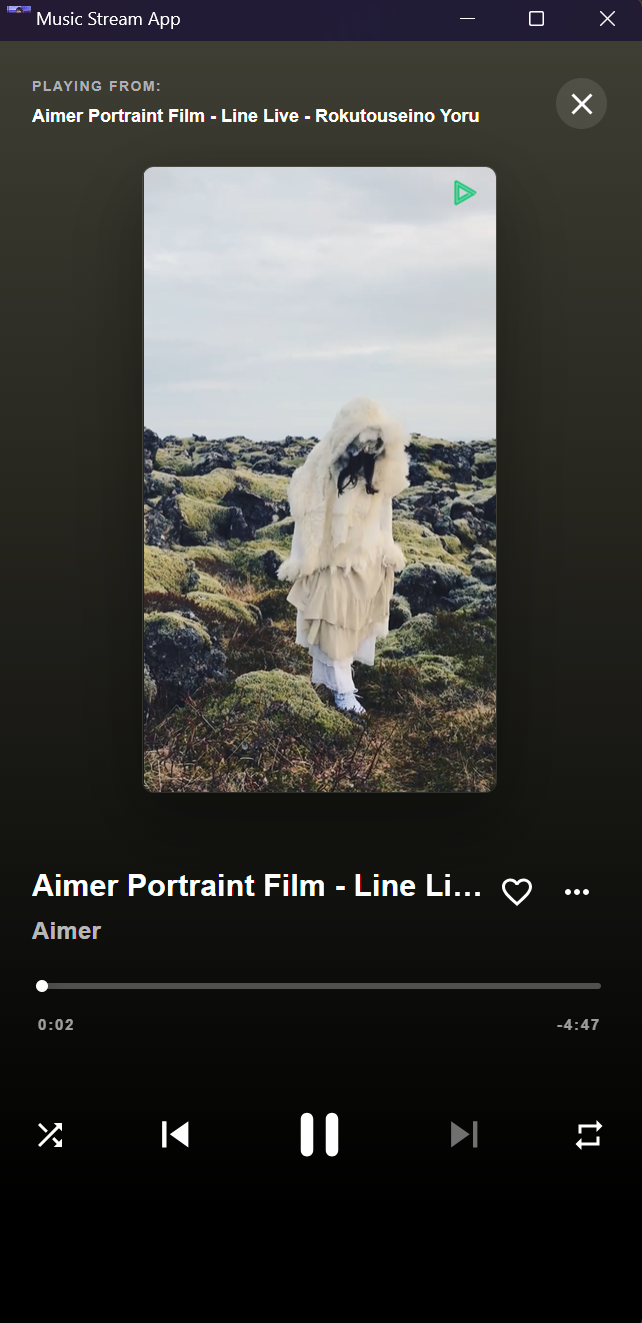 Music Stream App
PLAYING FROM:
Aimer Portraint Film - Line Live - Rokutouseino Yoru
Aimer Portraint Film - Line Li...
Aimer
0:02
-4:47